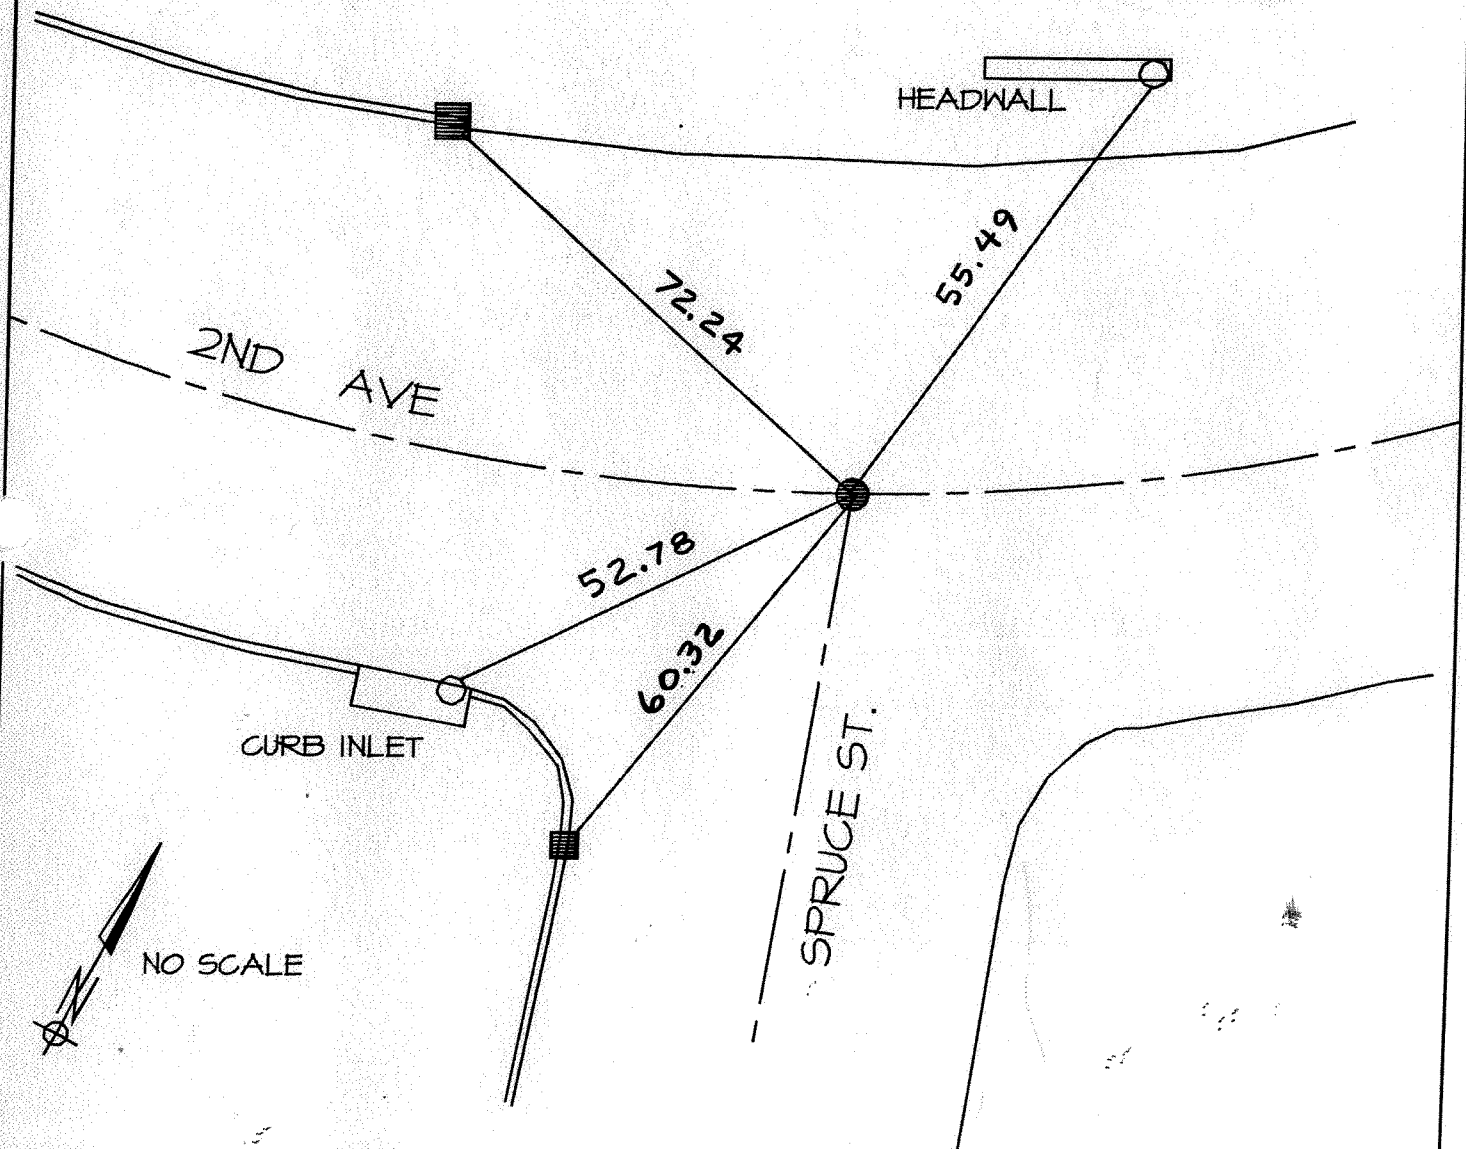 HEADWALL
55.49
72.24
2ND AVE
52.78
60.32
CURB INLET
SPRUCE ST.
NO SCALE
N